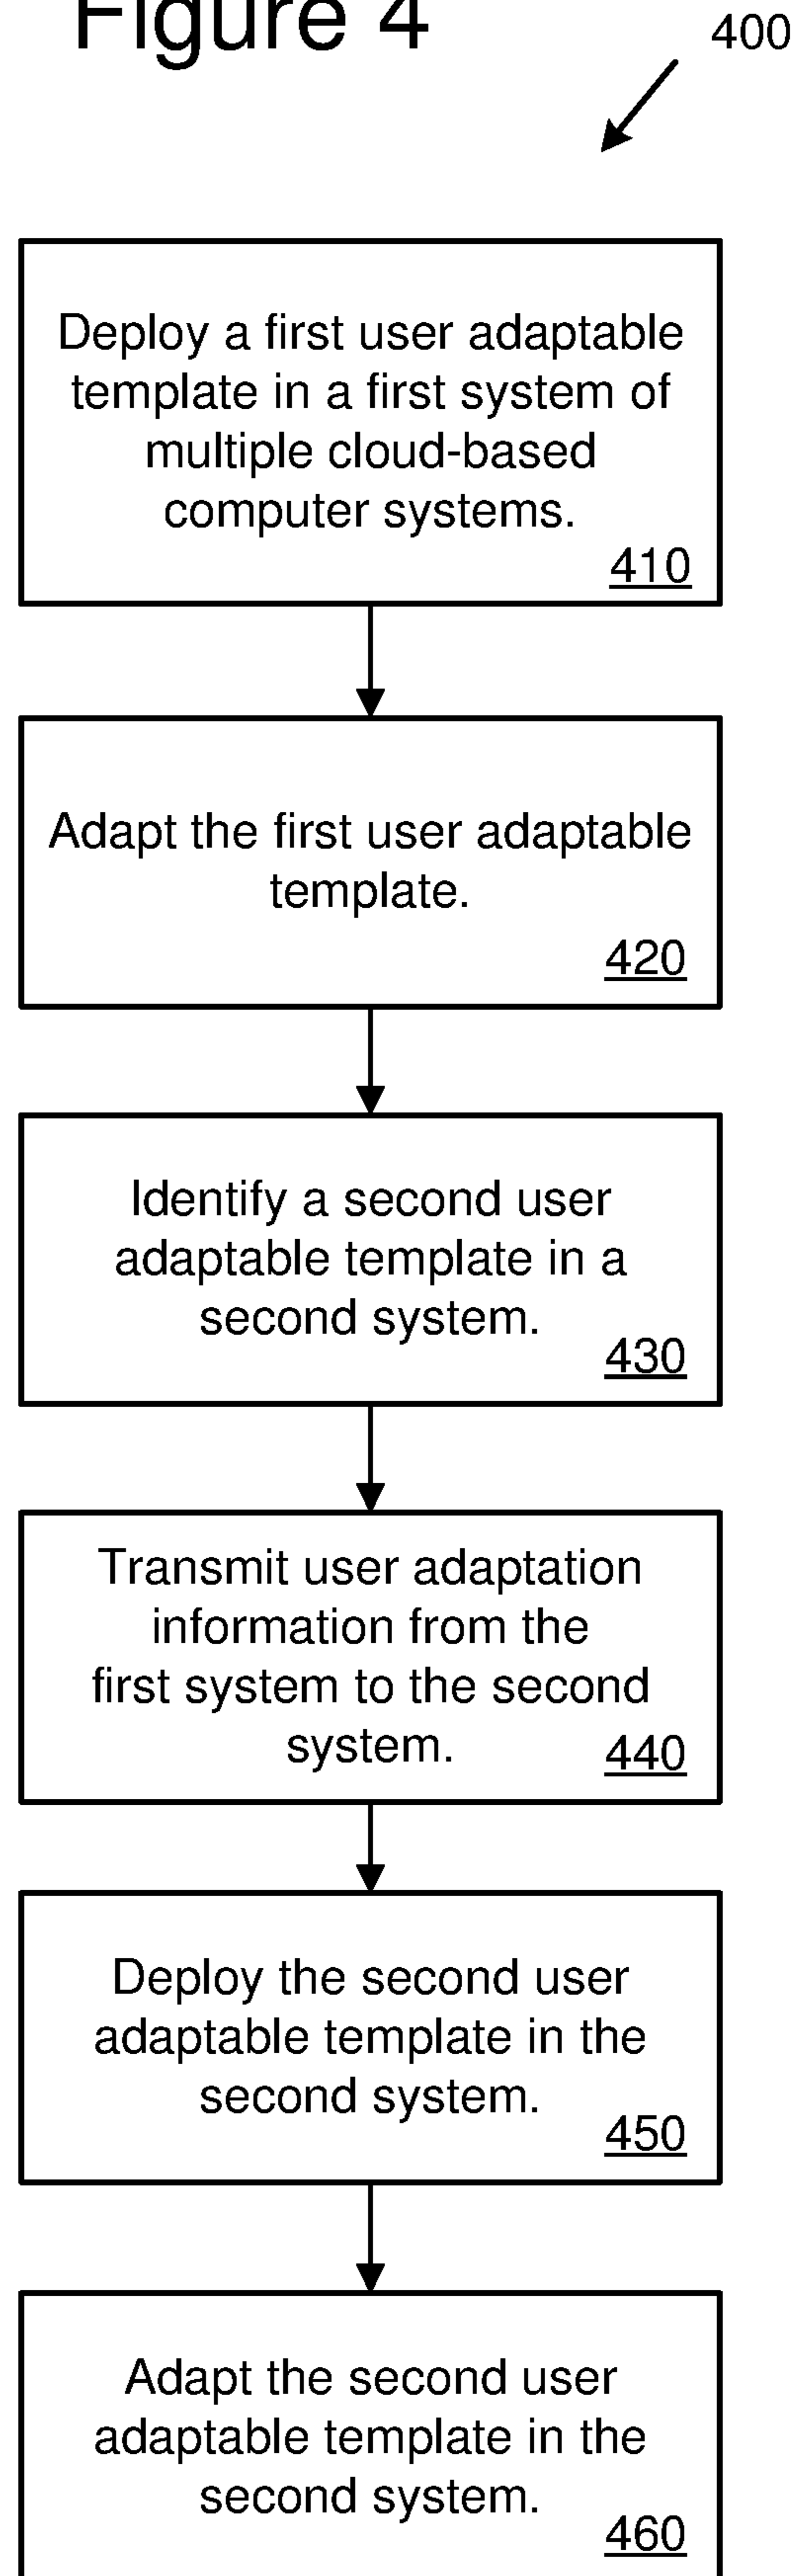 Figure 4
400
Deploy a first user adaptable
template in a first system of
multiple cloud-based
computer systems.
410
Adapt the first user adaptable
template.
420
Identify a second user
adaptable template in a
second system.
430
Transmit user adaptation
information from the
first system to the second
system.
440
Deploy the second user
adaptable template in the
second system.
450
Adapt the second user
adaptable template in the
second system.
460